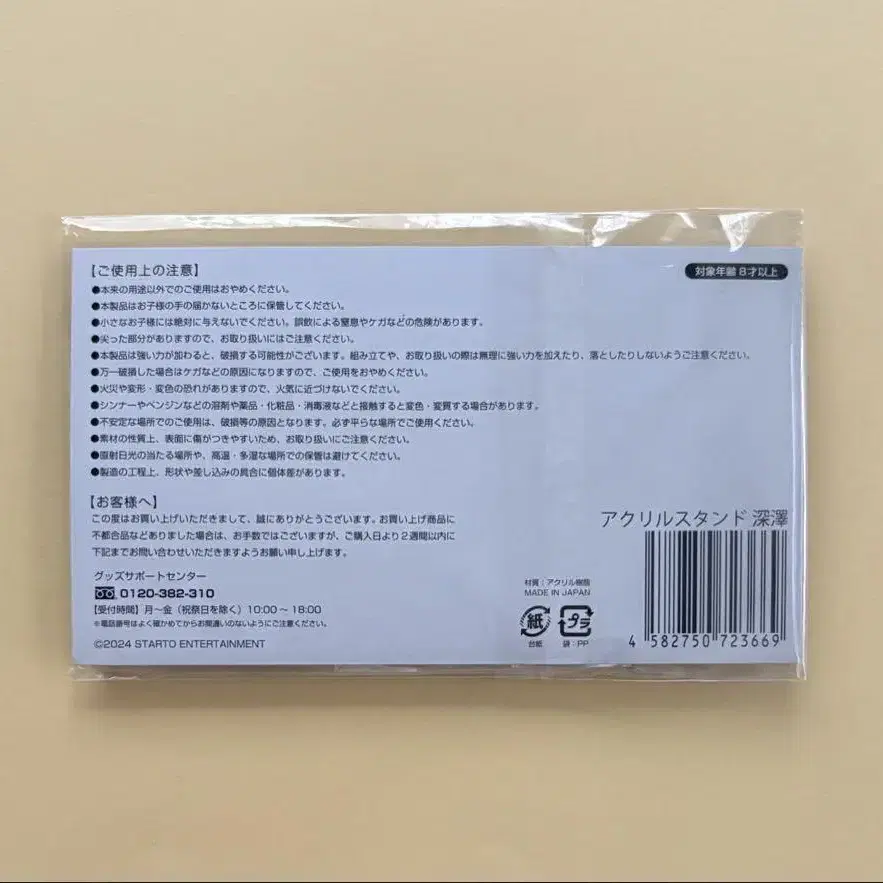 【ご使用上の注意】
対象年齢 8才以上
●本来の用途以外でのご使用はおやめください。
●本製品はお子様の手の届かないところに保管してください。
●小さなお子様には絶対に与えないでください。誤飲による窒息やケガなどの危険があります。
●尖った部分がありますので、お取り扱いにはご注意ください。
●本製品は強い力が加わると、破損する可能性がございます。組み立てや、お取り扱いの際は無理に強い力を加えたり、落としたりしないようご注意ください。
●万一破損した場合はケガなどの原因になりますので、ご使用をおやめください。
●火災や変形・変色の恐れがありますので、火気に近づけないでください。
●シンナーやベンジンなどの溶剤や薬品・化粧品・消毒液などと接触すると変色・変質する場合があります。
●不安定な場所でのご使用は、破損等の原因となります。必ず平らな場所でご使用ください。
●素材の性質上、表面に傷がつきやすいため、お取り扱いにご注意ください。
●直射日光の当たる場所や、高温・多湿な場所での保管は避けてください。
●製造の工程上、形状や差し込みの具合に個体差があります。
【お客様へ】
この度はお買い上げいただきまして、誠にありがとうございます。お買い上げ商品に
不都合品などありました場合は、お手数ではございますが、ご購入日より2週間以内に
下記までお問い合わせいただきますようお願い申し上げます。
グッズサポートセンター
0120-382-310
【受付時間】月～金（祝祭日を除く）10:00～18:00
※電話番号はよく確かめてからお間違いのないようにご注意ください。
©2024 STARTO ENTERTAINMENT
材質：アクリル樹脂
MADE IN JAPAN
紙
プラ
台紙
袋：PP
アクリルスタンド 深澤
4 582750 723669